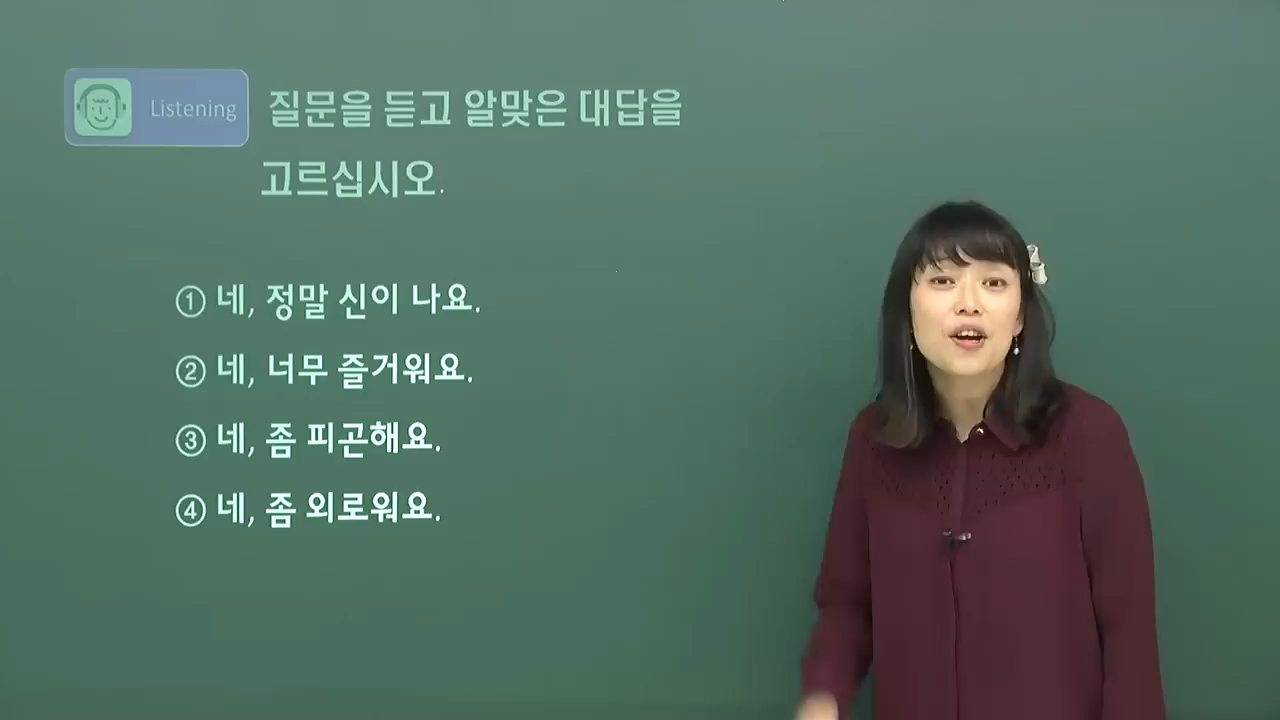 Listening
질문을 듣고 알맞은 대답을
고르십시오.
① 네, 정말 신이 나요.
② 네, 너무 즐거워요.
③ 네, 좀 피곤해요.
④ 네, 좀 외로워요.